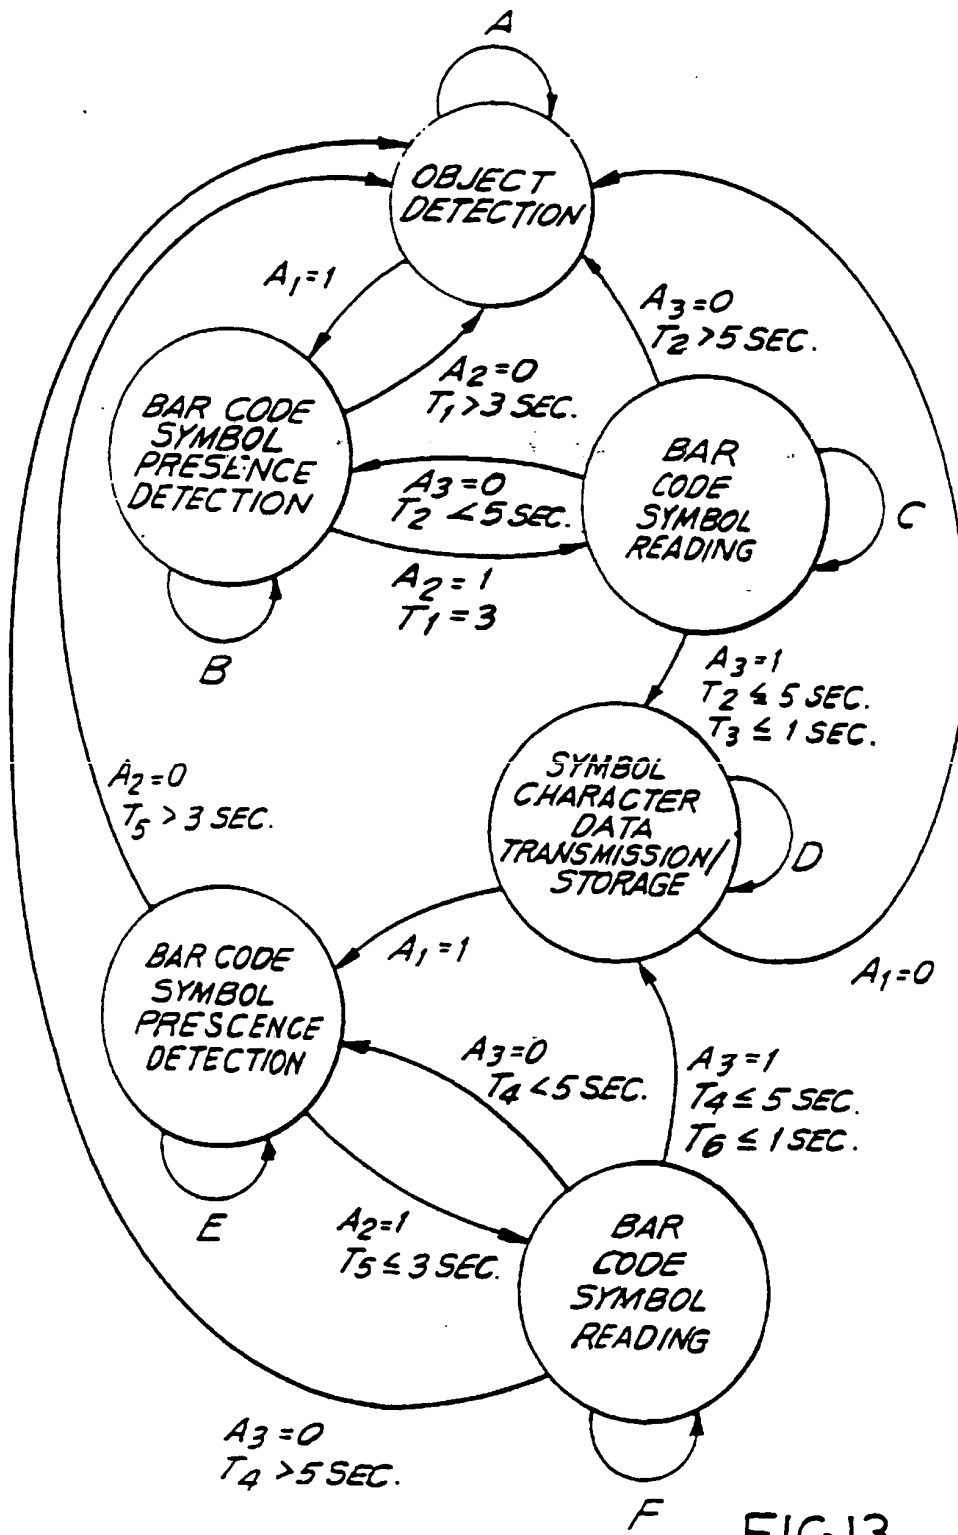 A
OBJECT
DETECTION
A1=1
A3=0
T2>5 SEC.
A2=0
T1>3 SEC.
BAR CODE
SYMBOL
PRESENCE
DETECTION
BAR
CODE
SYMBOL
READING
C
A3=0
T2<5 SEC.
A2=1
T1=3
B
A3=1
T2≤5 SEC.
T3≤1 SEC.
SYMBOL
CHARACTER
DATA
TRANSMISSION/
STORAGE
D
A2=0
T5>3 SEC.
A1=1
A1=0
BAR CODE
SYMBOL
PRESCENCE
DETECTION
A3=0
T4<5 SEC.
A3=1
T4≤5 SEC.
T6≤1 SEC.
E
A2=1
T5≤3 SEC.
BAR
CODE
SYMBOL
READING
A3=0
T4>5 SEC.
F
FIG.13